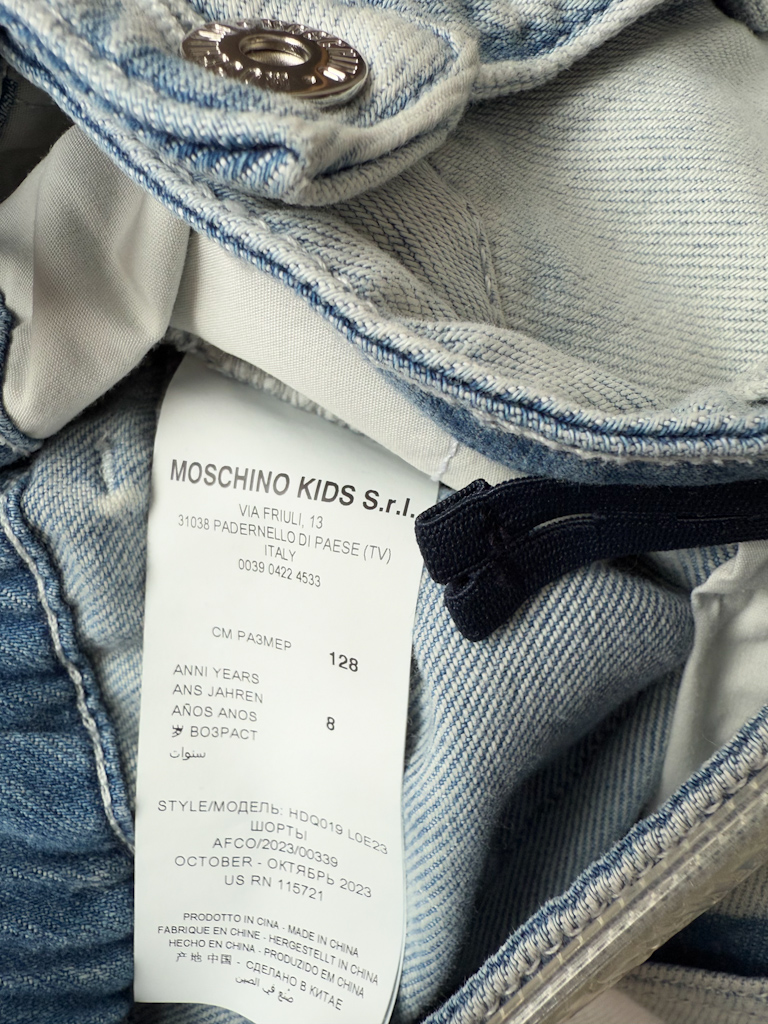 MOSCHINO KIDS S.r.l.
VIA FRIULI, 13
31038 PADERNELLO DI PAESE (TV)
ITALY
0039 0422 4533
CM РАЗМЕР 128
ANNI YEARS
ANS JAHREN
AÑOS ANOS 8
岁 ВОЗРАСТ
سنوات
STYLE/МОДЕЛЬ: HDQ019 L0E23
ШОРТЫ
AFCO/2023/00339
OCTOBER - ОКТЯБРЬ 2023
US RN 115721
PRODOTTO IN CINA - MADE IN CHINA
FABRIQUE EN CHINE - HERGESTELLT IN CHINA
HECHO EN CHINA - PRODUZIDO EM CHINA
产 地 中国 - СДЕЛАНО В КИТАЕ
صنع في الصين